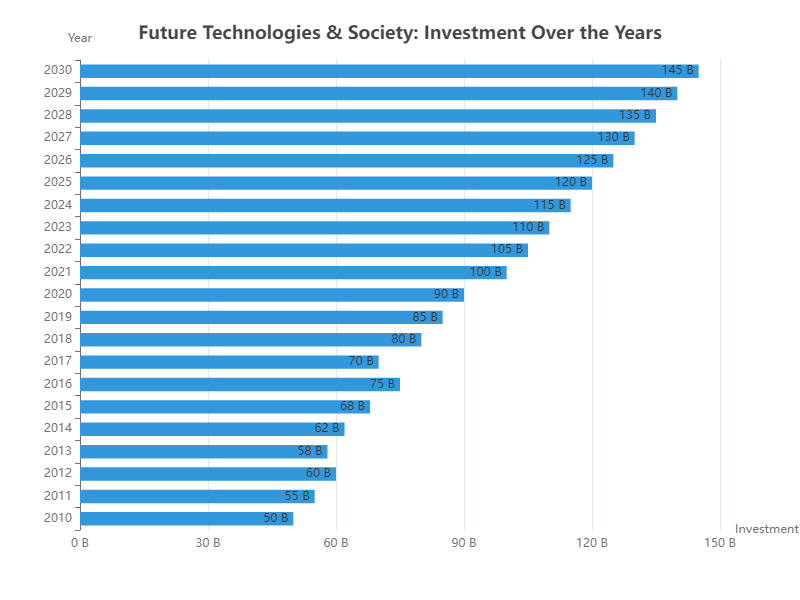 Future Technologies & Society: Investment Over the Years
Year
2030 145 B
2029 140 B
2028 135 B
2027 130 B
2026 125 B
2025 120 B
2024 115 B
2023 110 B
2022 105 B
2021 100 B
2020 90 B
2019 85 B
2018 80 B
2017 70 B
2016 75 B
2015 68 B
2014 62 B
2013 58 B
2012 60 B
2011 55 B
2010 50 B
Investment
0 B 30 B 60 B 90 B 120 B 150 B